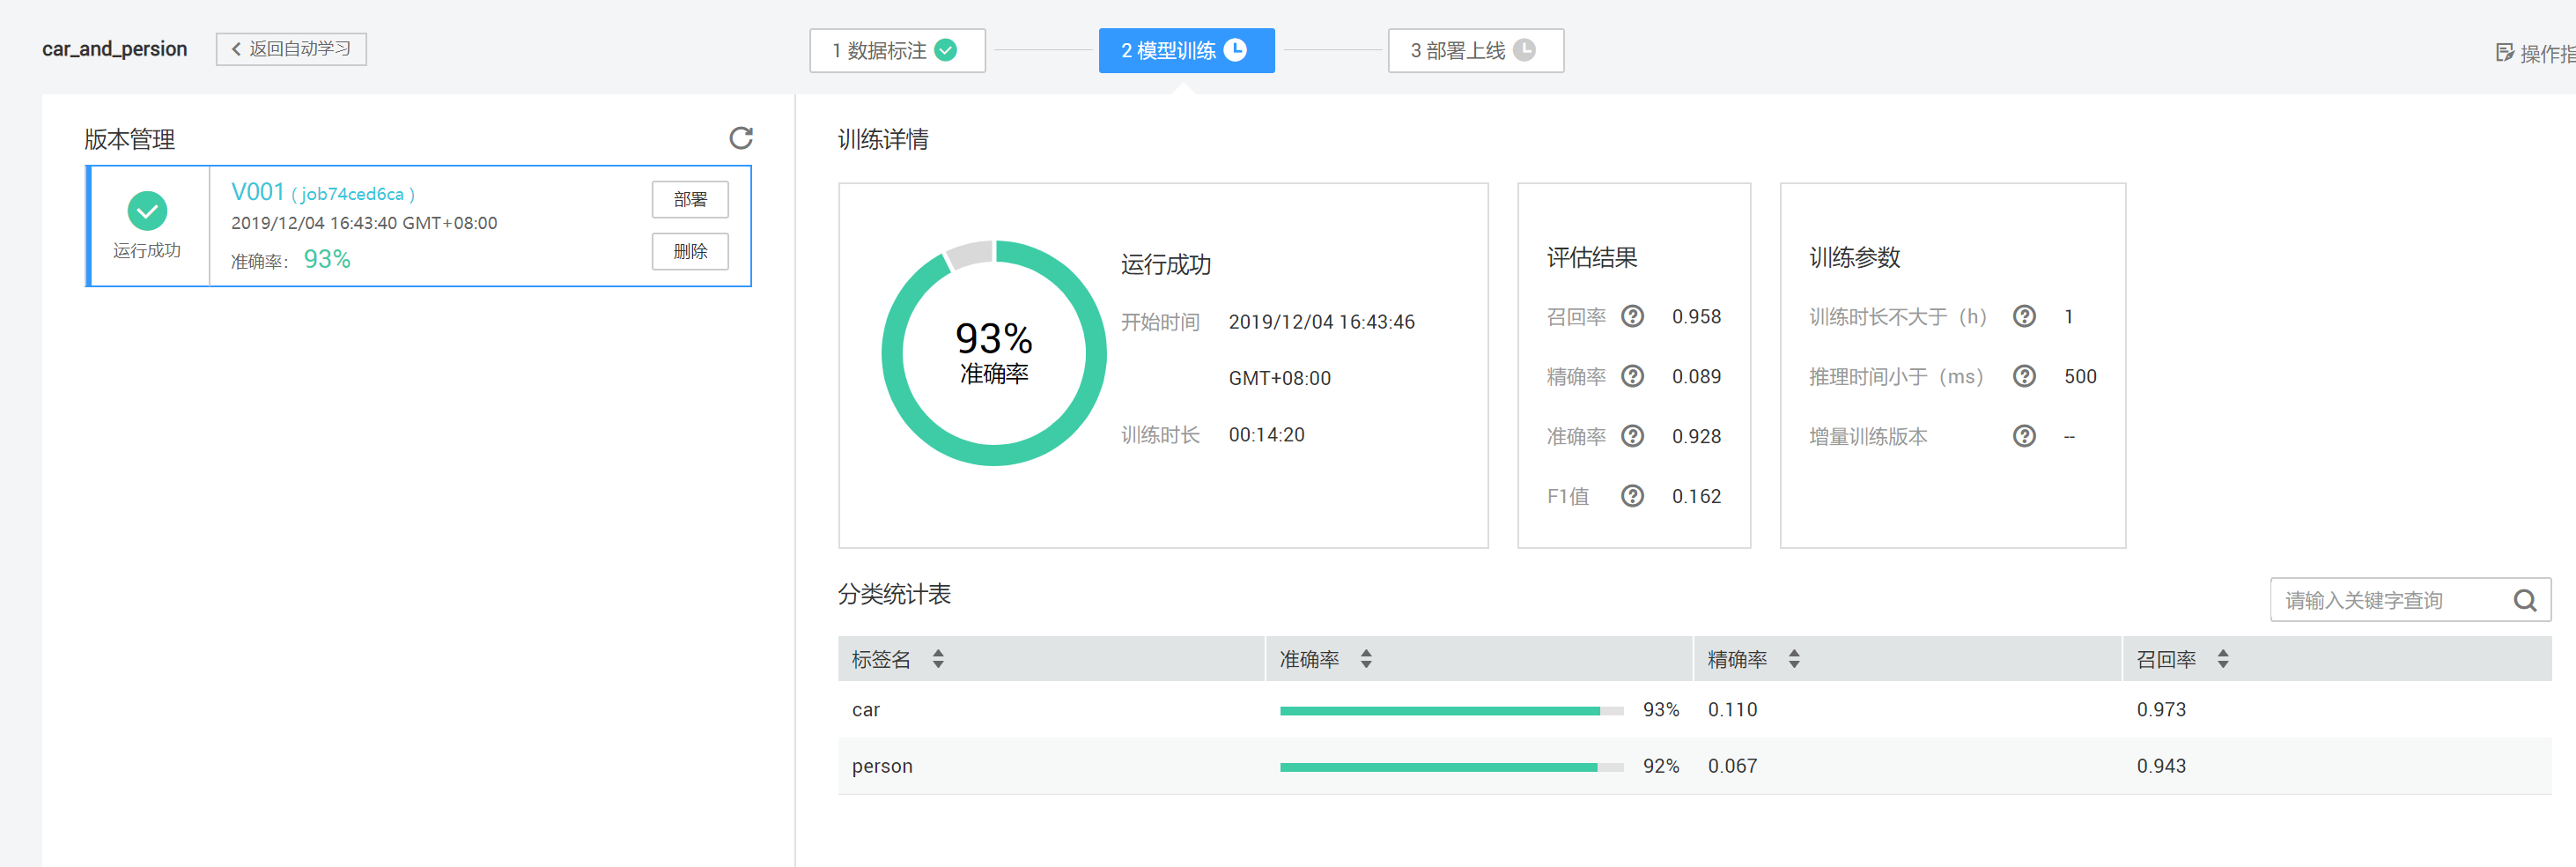 car_and_persion
返回自动学习
1 数据标注
2 模型训练
3 部署上线
操作指
版本管理
运行成功
V001 ( job74ced6ca )
2019/12/04 16:43:40 GMT+08:00
准确率： 93%
部署
删除
训练详情
93%
准确率
运行成功
开始时间 2019/12/04 16:43:46
GMT+08:00
训练时长 00:14:20
评估结果
召回率 0.958
精确率 0.089
准确率 0.928
F1值 0.162
训练参数
训练时长不大于（h） 1
推理时间小于（ms） 500
增量训练版本 --
分类统计表
请输入关键字查询
标签名 准确率 精确率 召回率
car 93% 0.110 0.973
person 92% 0.067 0.943